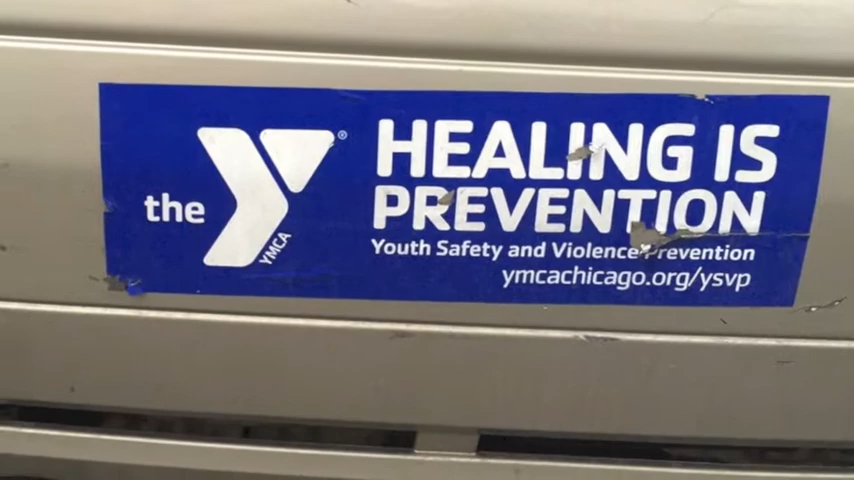 the Y®
YMCA
HEALING IS
PREVENTION
Youth Safety and Violence Prevention
ymcachicago.org/ysvp